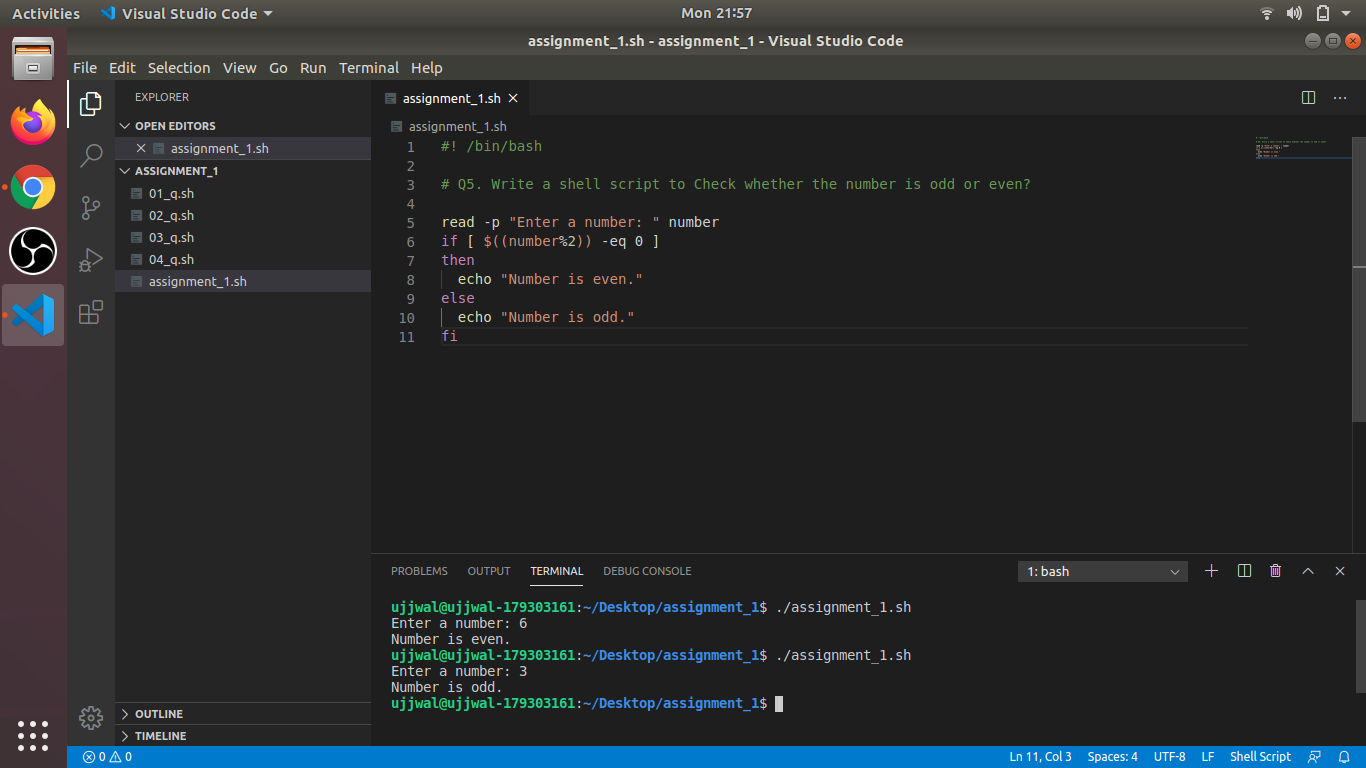 Activities Visual Studio Code Mon 21:57
assignment_1.sh - assignment_1 - Visual Studio Code
File Edit Selection View Go Run Terminal Help
EXPLORER
OPEN EDITORS
assignment_1.sh
ASSIGNMENT_1
01_q.sh
02_q.sh
03_q.sh
04_q.sh
assignment_1.sh
OUTLINE
TIMELINE
assignment_1.sh
assignment_1.sh
1 #! /bin/bash
2
3 # Q5. Write a shell script to Check whether the number is odd or even?
4
5 read -p "Enter a number: " number
6 if [ $((number%2)) -eq 0 ]
7 then
8   echo "Number is even."
9 else
10   echo "Number is odd."
11 fi
PROBLEMS OUTPUT TERMINAL DEBUG CONSOLE 1: bash
ujjwal@ujjwal-179303161:~/Desktop/assignment_1$ ./assignment_1.sh
Enter a number: 6
Number is even.
ujjwal@ujjwal-179303161:~/Desktop/assignment_1$ ./assignment_1.sh
Enter a number: 3
Number is odd.
ujjwal@ujjwal-179303161:~/Desktop/assignment_1$
0 0 Ln 11, Col 3 Spaces: 4 UTF-8 LF Shell Script